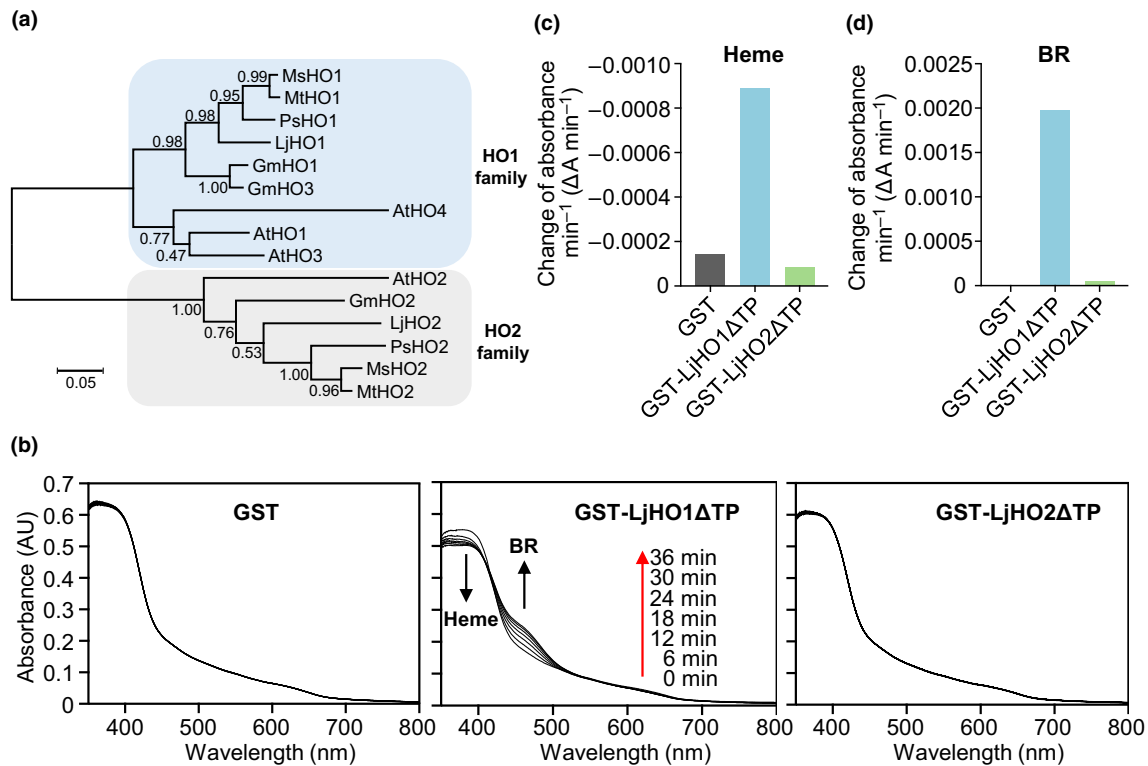 (a)
0.99
MsHO1
0.95
MtHO1
0.98
PsHO1
0.98
LjHO1
GmHO1
1.00
GmHO3
HO1
family
AtHO4
0.77
AtHO1
0.47
AtHO3
AtHO2
1.00
GmHO2
0.76
LjHO2
0.53
PsHO2
HO2
family
1.00
MsHO2
0.96
MtHO2
0.05
(c)
Heme
Change of absorbance
min⁻¹ (ΔA min⁻¹)
–0.0010
–0.0008
–0.0006
–0.0004
–0.0002
0
GST
GST-LjHO1ΔTP
GST-LjHO2ΔTP
(d)
BR
Change of absorbance
min⁻¹ (ΔA min⁻¹)
0.0025
0.0020
0.0015
0.0010
0.0005
0
GST
GST-LjHO1ΔTP
GST-LjHO2ΔTP
(b)
Absorbance (AU)
0.7
0.6
0.5
0.4
0.3
0.2
0.1
0
GST
400 500 600 700 800
Wavelength (nm)
GST-LjHO1ΔTP
BR
Heme
36 min
30 min
24 min
18 min
12 min
6 min
0 min
400 500 600 700 800
Wavelength (nm)
GST-LjHO2ΔTP
400 500 600 700 800
Wavelength (nm)